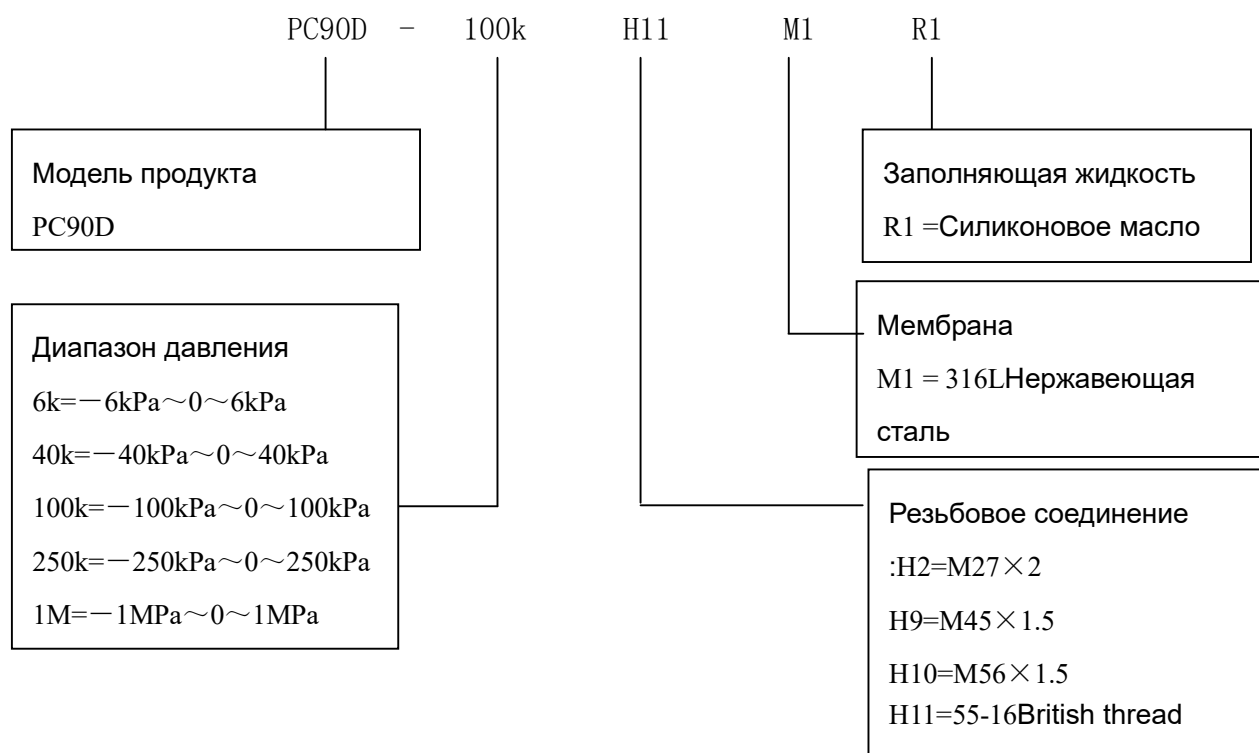 PC90D - 100k H11 M1 R1
Модель продукта
PC90D
Диапазон давления
6k=－6kPa～0～6kPa
40k=－40kPa～0～40kPa
100k=－100kPa～0～100kPa
250k=－250kPa～0～250kPa
1M=－1MPa～0～1MPa
Заполняющая жидкость
R1 =Силиконовое масло
Мембрана
M1 = 316LНержавеющая
сталь
Резьбовое соединение
:H2=M27×2
H9=M45×1.5
H10=M56×1.5
H11=55-16British thread